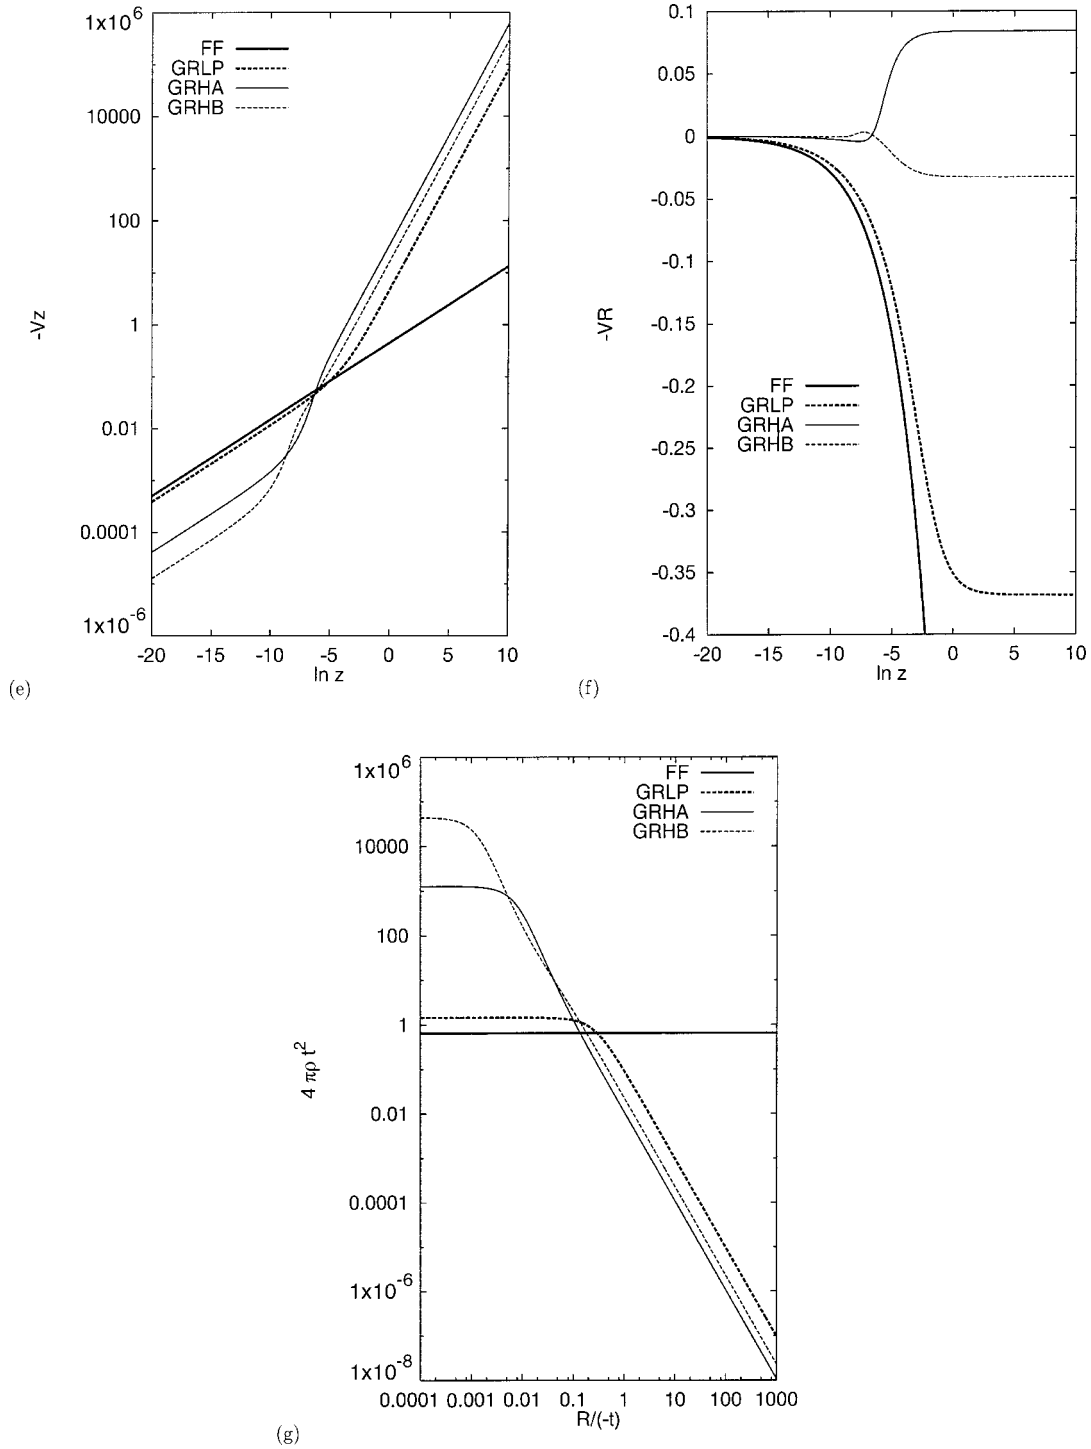 1x10^6
10000
100
1
0.01
0.0001
1x10^-6
-Vz
FF
GRLP
GRHA
GRHB
-20 -15 -10 -5 0 5 10
ln z
(e)
0.1
0.05
0
-0.05
-0.1
-0.15
-0.2
-0.25
-0.3
-0.35
-0.4
-VR
FF
GRLP
GRHA
GRHB
-20 -15 -10 -5 0 5 10
ln z
(f)
1x10^6
10000
100
1
0.01
0.0001
1x10^-6
1x10^-8
4 πρ t^2
FF
GRLP
GRHA
GRHB
0.0001 0.001 0.01 0.1 1 10 100 1000
R/(-t)
(g)